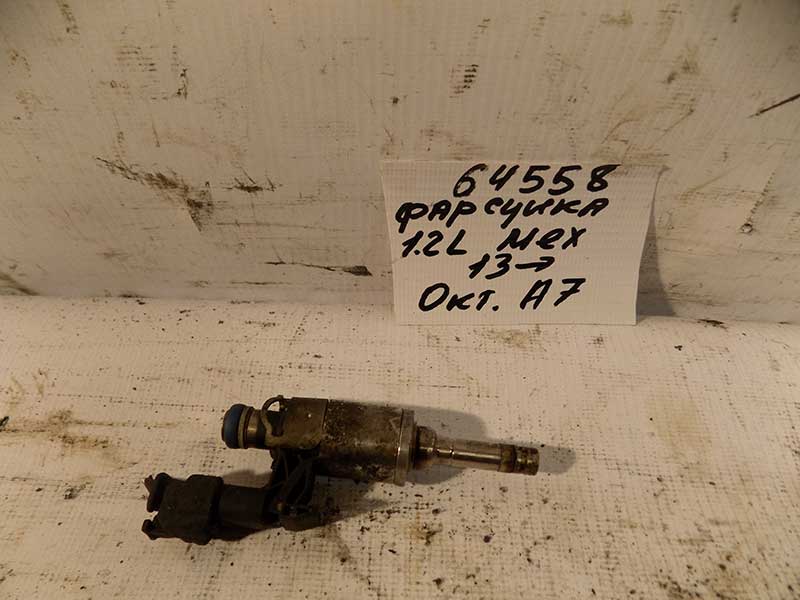 64558
фарсунка
1.2L мех
13→
Окт. А7